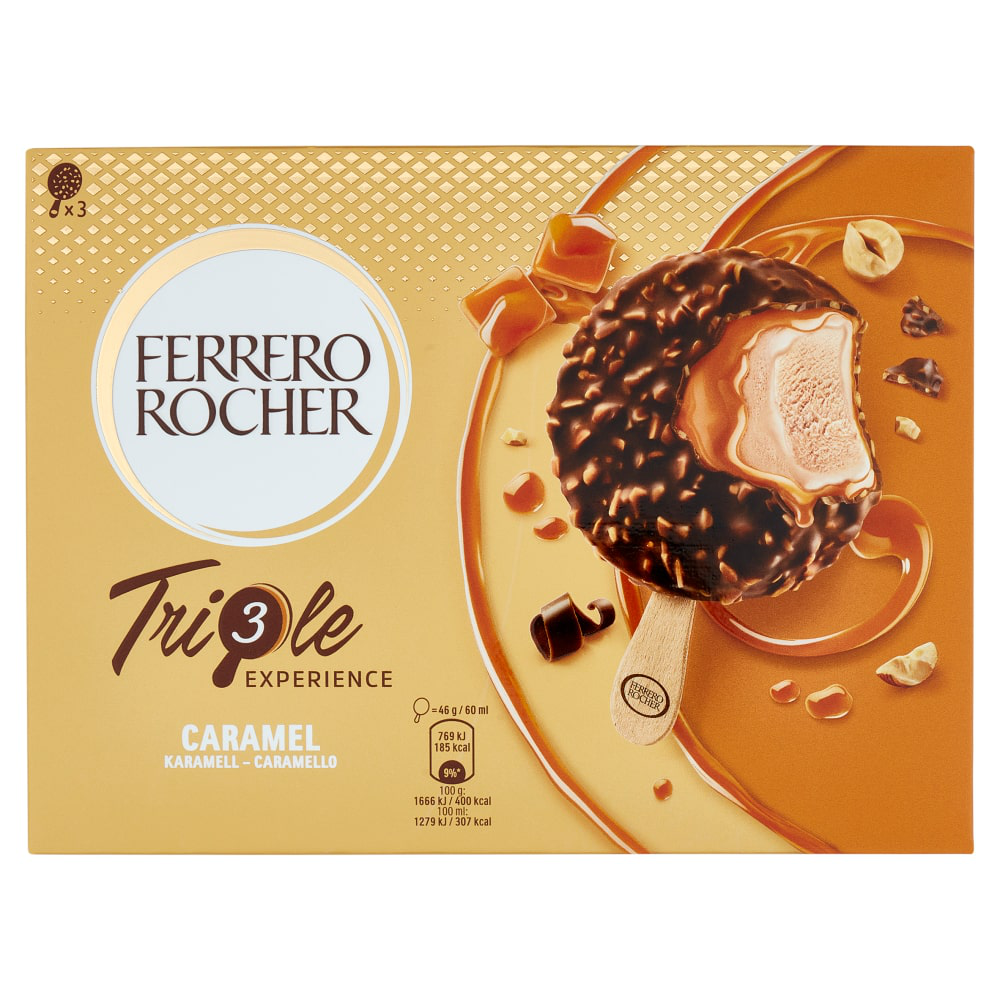 x 3
FERRERO
ROCHER
Tri3le
EXPERIENCE
CARAMEL
KARAMELL – CARAMELLO
= 46 g / 60 ml
769 kJ
185 kcal
9%*
100 g:
1666 kJ / 400 kcal
100 ml:
1279 kJ / 307 kcal
FERRERO
ROCHER